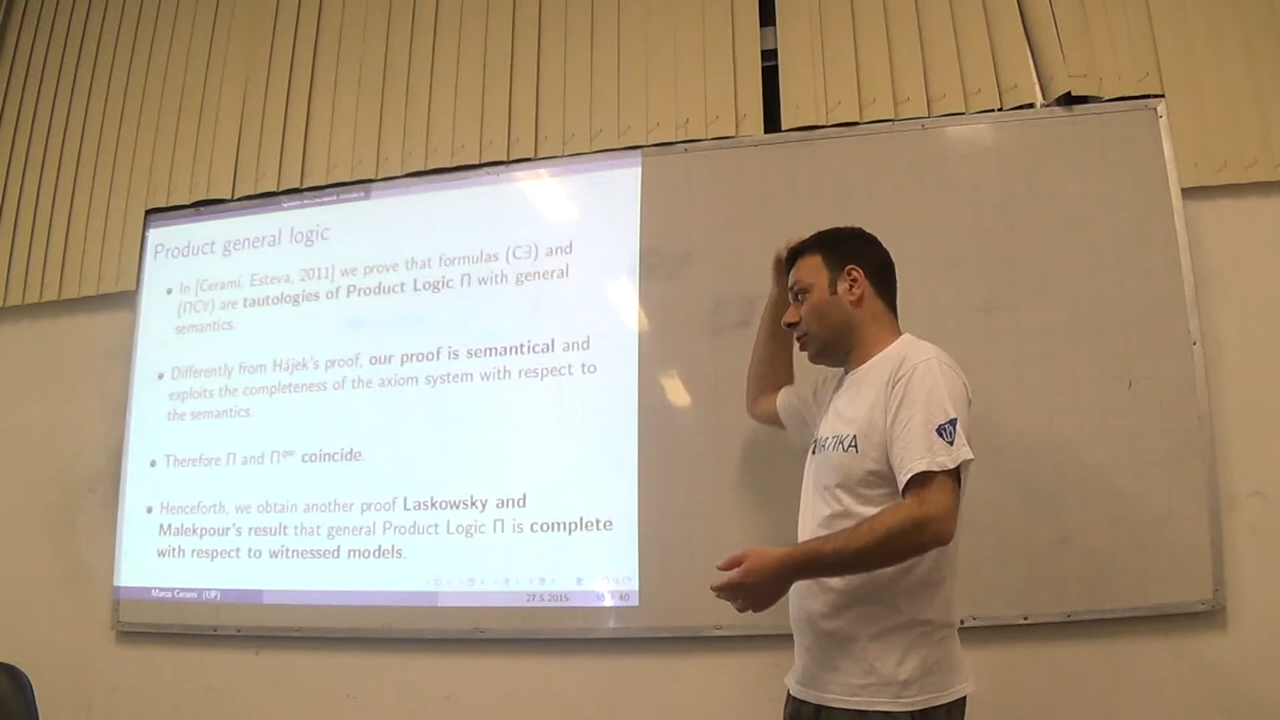 Product general logic
In [Cerami, Esteva, 2011] we prove that formulas (C∃) and
(ΠC∀) are tautologies of Product Logic Π with general
semantics.
Differently from Hájek's proof, our proof is semantical and
exploits the completeness of the axiom system with respect to
the semantics.
Therefore Π and Π^qw coincide.
Henceforth, we obtain another proof Laskowsky and
Malekpour's result that general Product Logic Π is complete
with respect to witnessed models.
Marco Cerami (UP)
27.5.2015
40